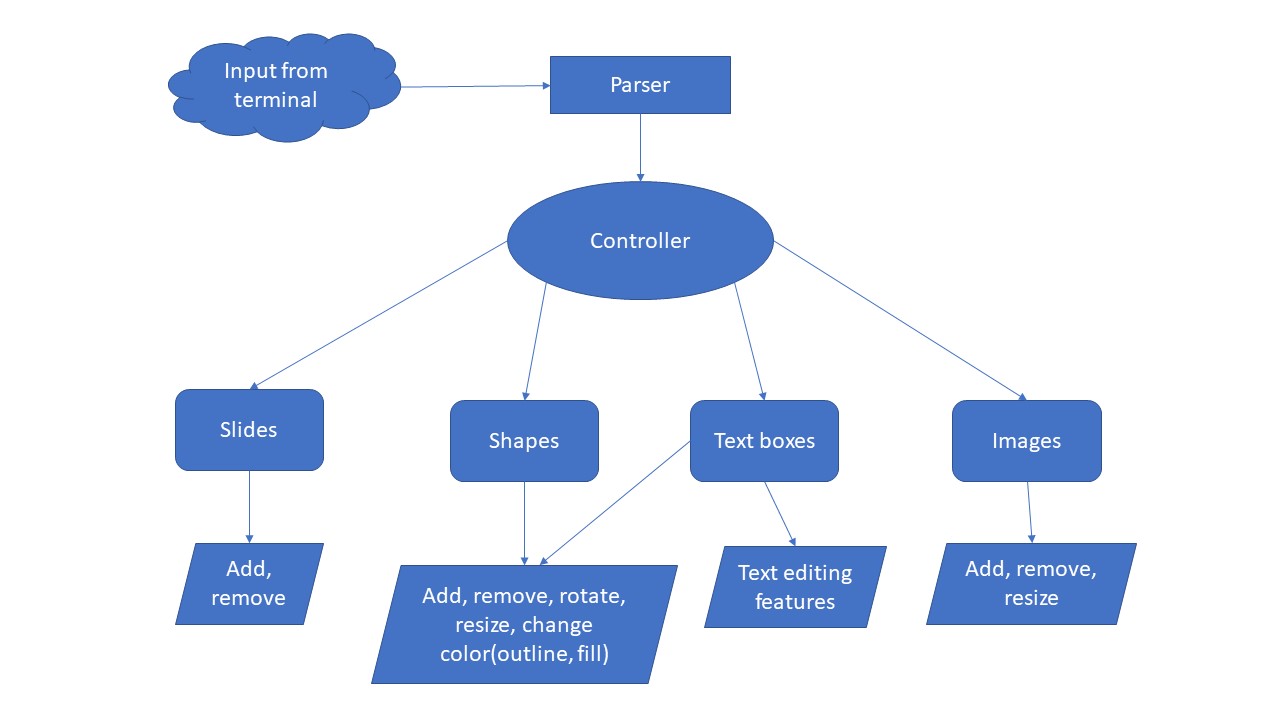 Input from
terminal
Parser
Controller
Slides
Shapes
Text boxes
Images
Add,
remove
Add, remove, rotate,
resize, change
color(outline, fill)
Text editing
features
Add, remove,
resize